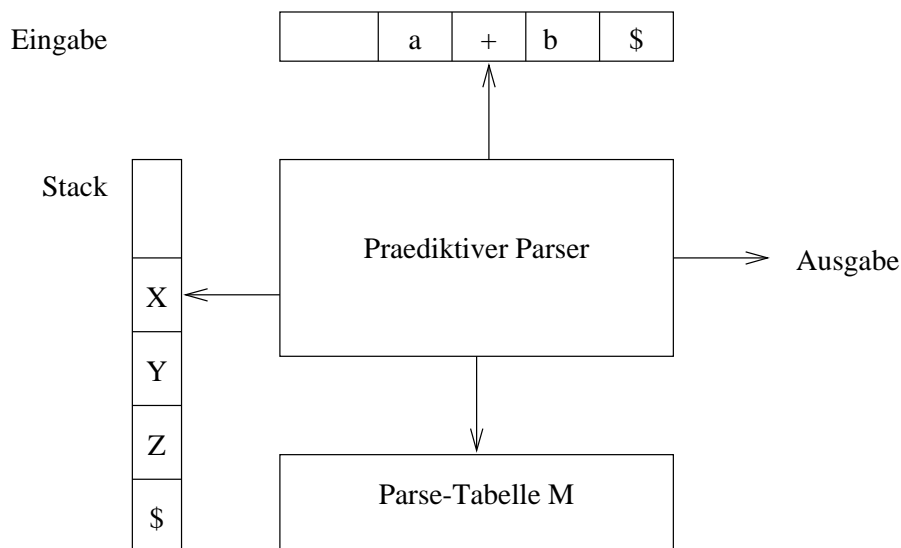 Eingabe
a + b $
Stack
Praediktiver Parser
Ausgabe
X
Y
Z
$
Parse-Tabelle M